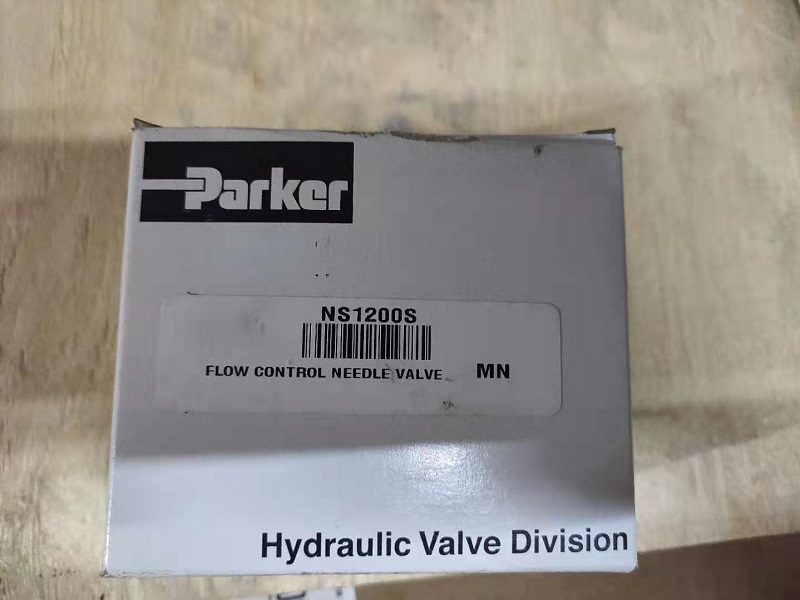 Parker
NS1200S
FLOW CONTROL NEEDLE VALVE MN
Hydraulic Valve Division